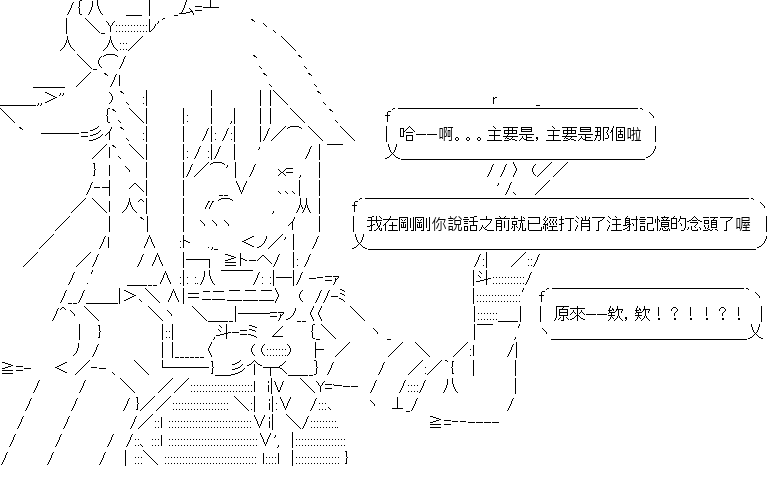 哈——啊。。。主要是，主要是那個啦
我在剛剛你說話之前就已經打消了注射記憶的念頭了喔
原來——欸，欸！？！！？！